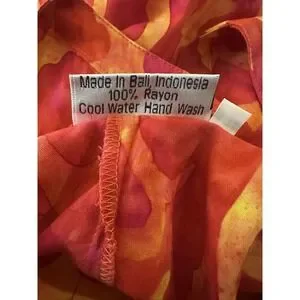 Made In Bali, Indonesia
100% Rayon
Cool Water Hand Wash